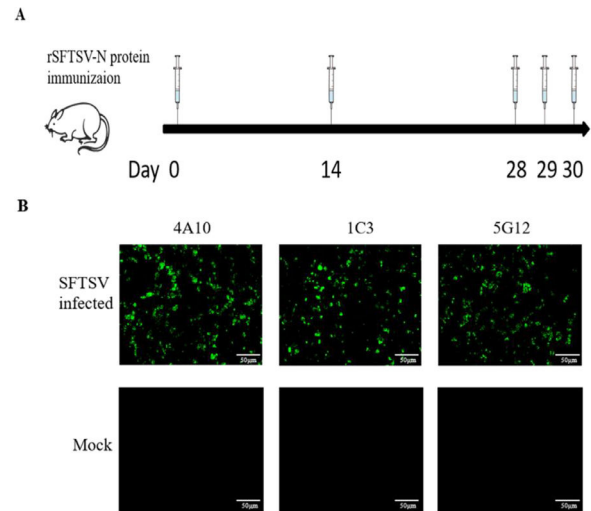 A
rSFTSV-N protein
immunizaion
Day 0 14 28 29 30
B
4A10 1C3 5G12
SFTSV
infected
50μm 50μm 50μm
Mock
50μm 50μm 50μm